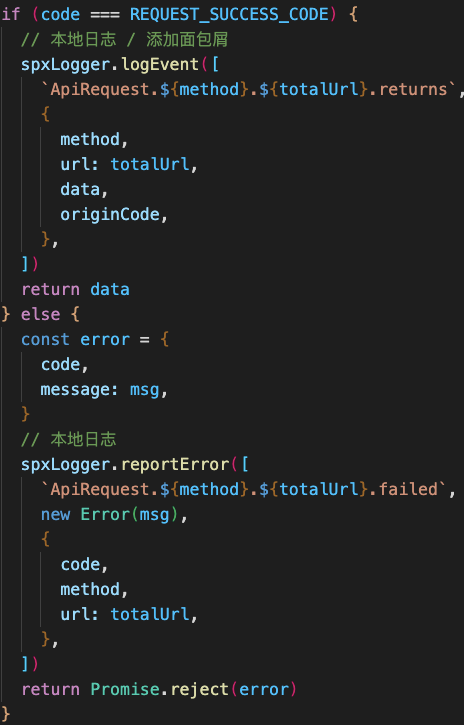 if (code === REQUEST_SUCCESS_CODE) {
  // 本地日志 / 添加面包屑
  spxLogger.logEvent([
    `ApiRequest.${method}.${totalUrl}.returns`,
    {
      method,
      url: totalUrl,
      data,
      originCode,
    },
  ])
  return data
} else {
  const error = {
    code,
    message: msg,
  }
  // 本地日志
  spxLogger.reportError([
    `ApiRequest.${method}.${totalUrl}.failed`,
    new Error(msg),
    {
      code,
      method,
      url: totalUrl,
    },
  ])
  return Promise.reject(error)
}